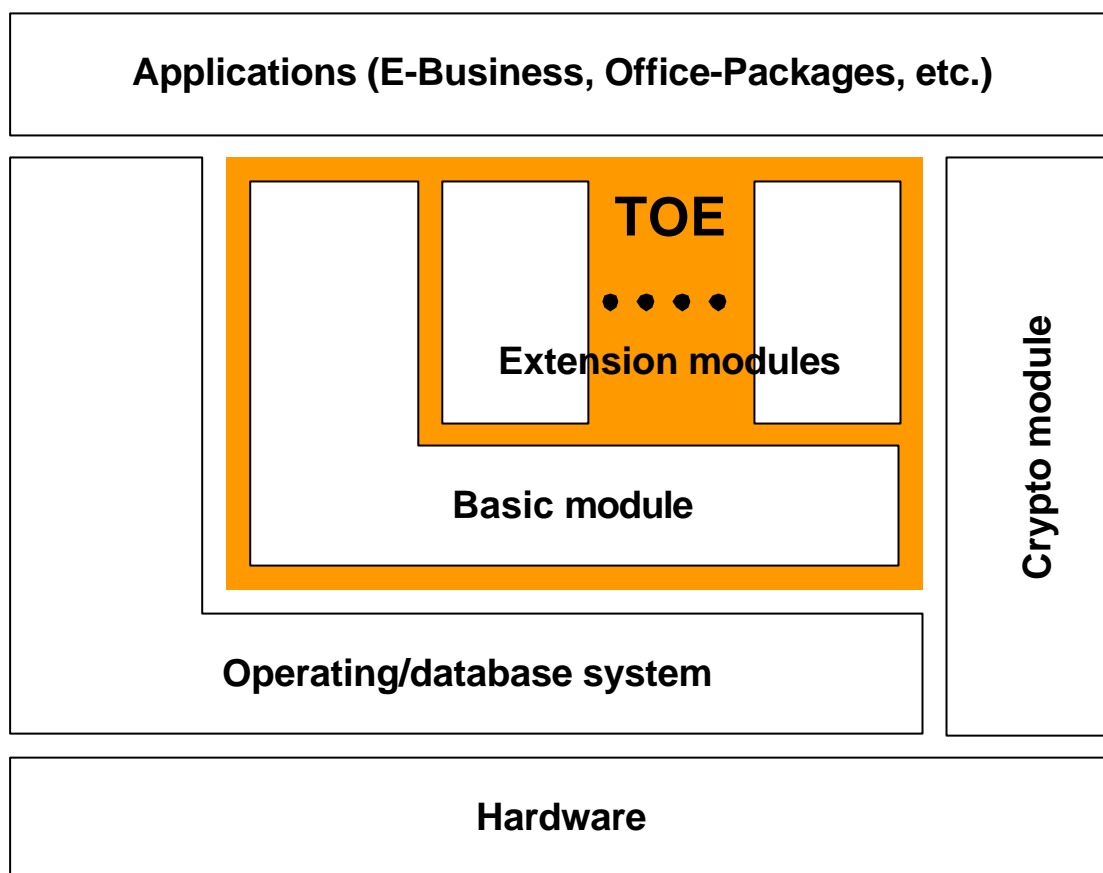 Applications (E-Business, Office-Packages, etc.)
TOE
Extension modules
Crypto module
Basic module
Operating/database system
Hardware